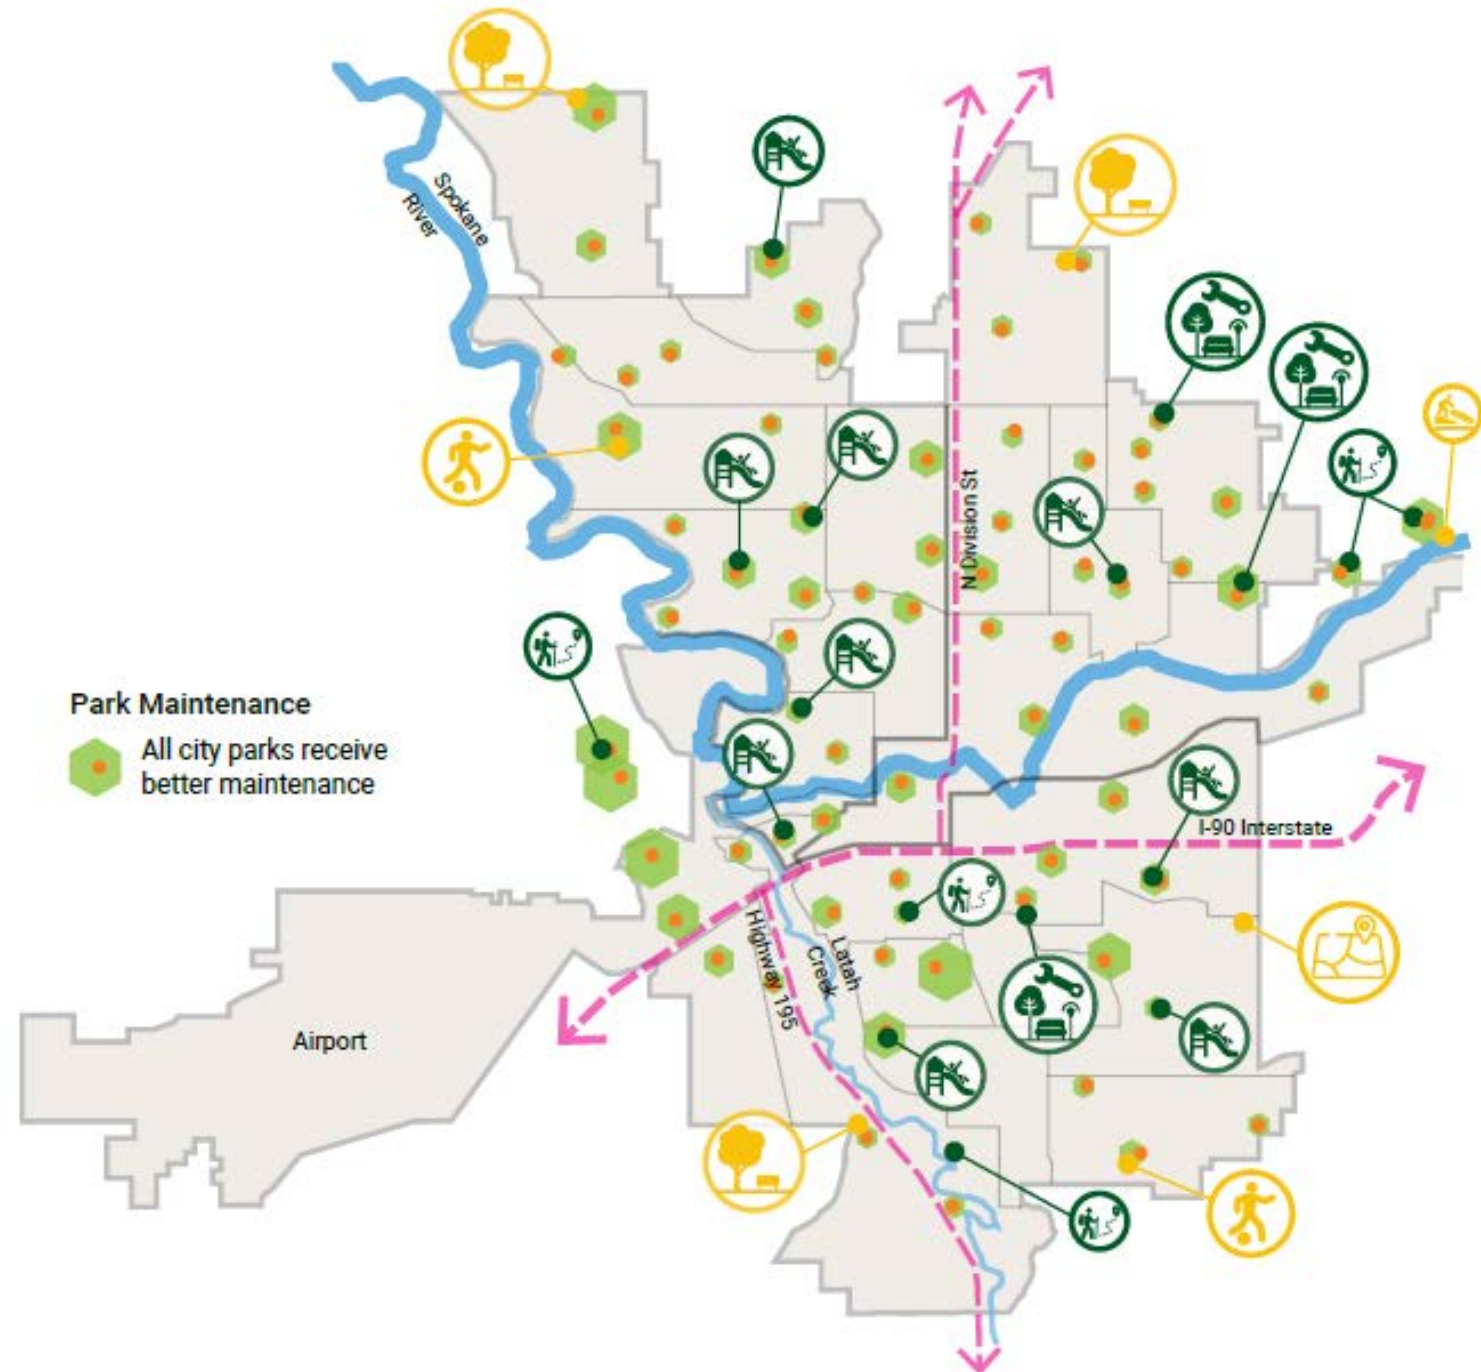 Spokane
River
N Division St
Park Maintenance
All city parks receive
better maintenance
I-90 Interstate
Highway 195
Latah
Creek
Airport